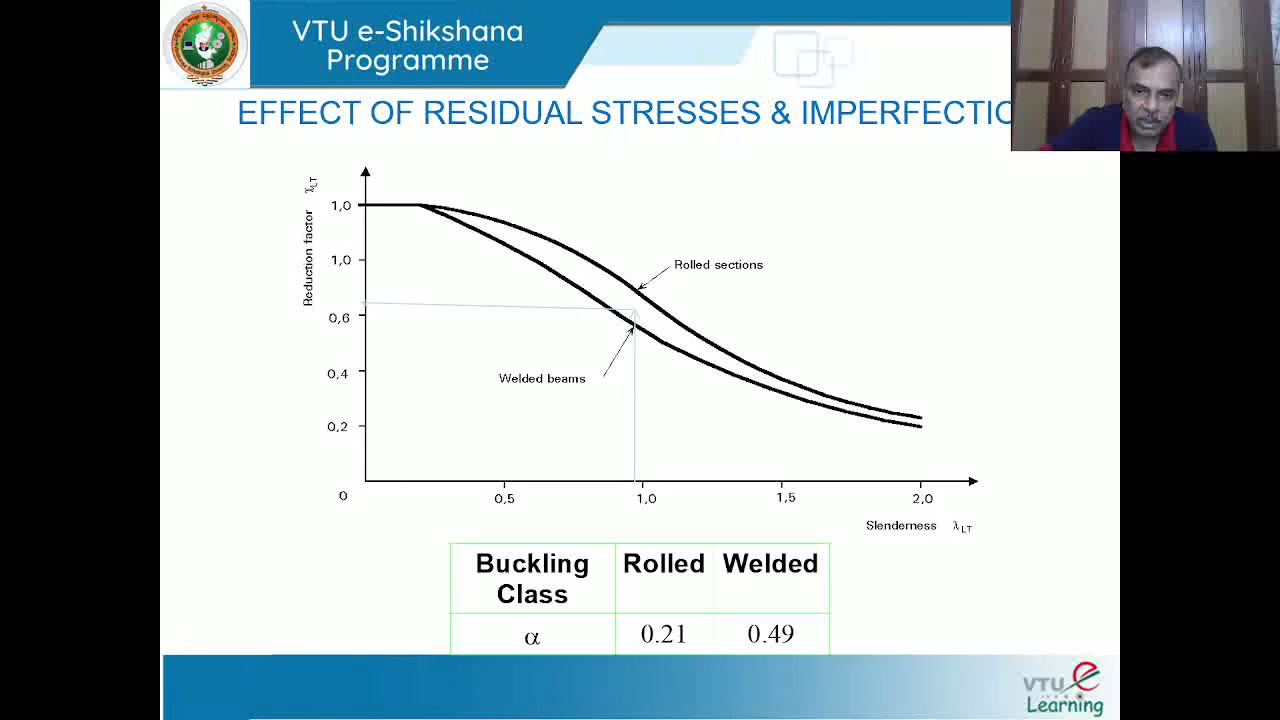 VTU e-Shikshana
Programme
EFFECT OF RESIDUAL STRESSES & IMPERFECTIO
Reduction factor χLT
1,0
1,0
0,6
0,4
0,2
0
Rolled sections
Welded beams
0,5
1,0
1,5
2,0
Slenderness λLT
Buckling Rolled Welded
Class
α 0.21 0.49
VTU e
Learning